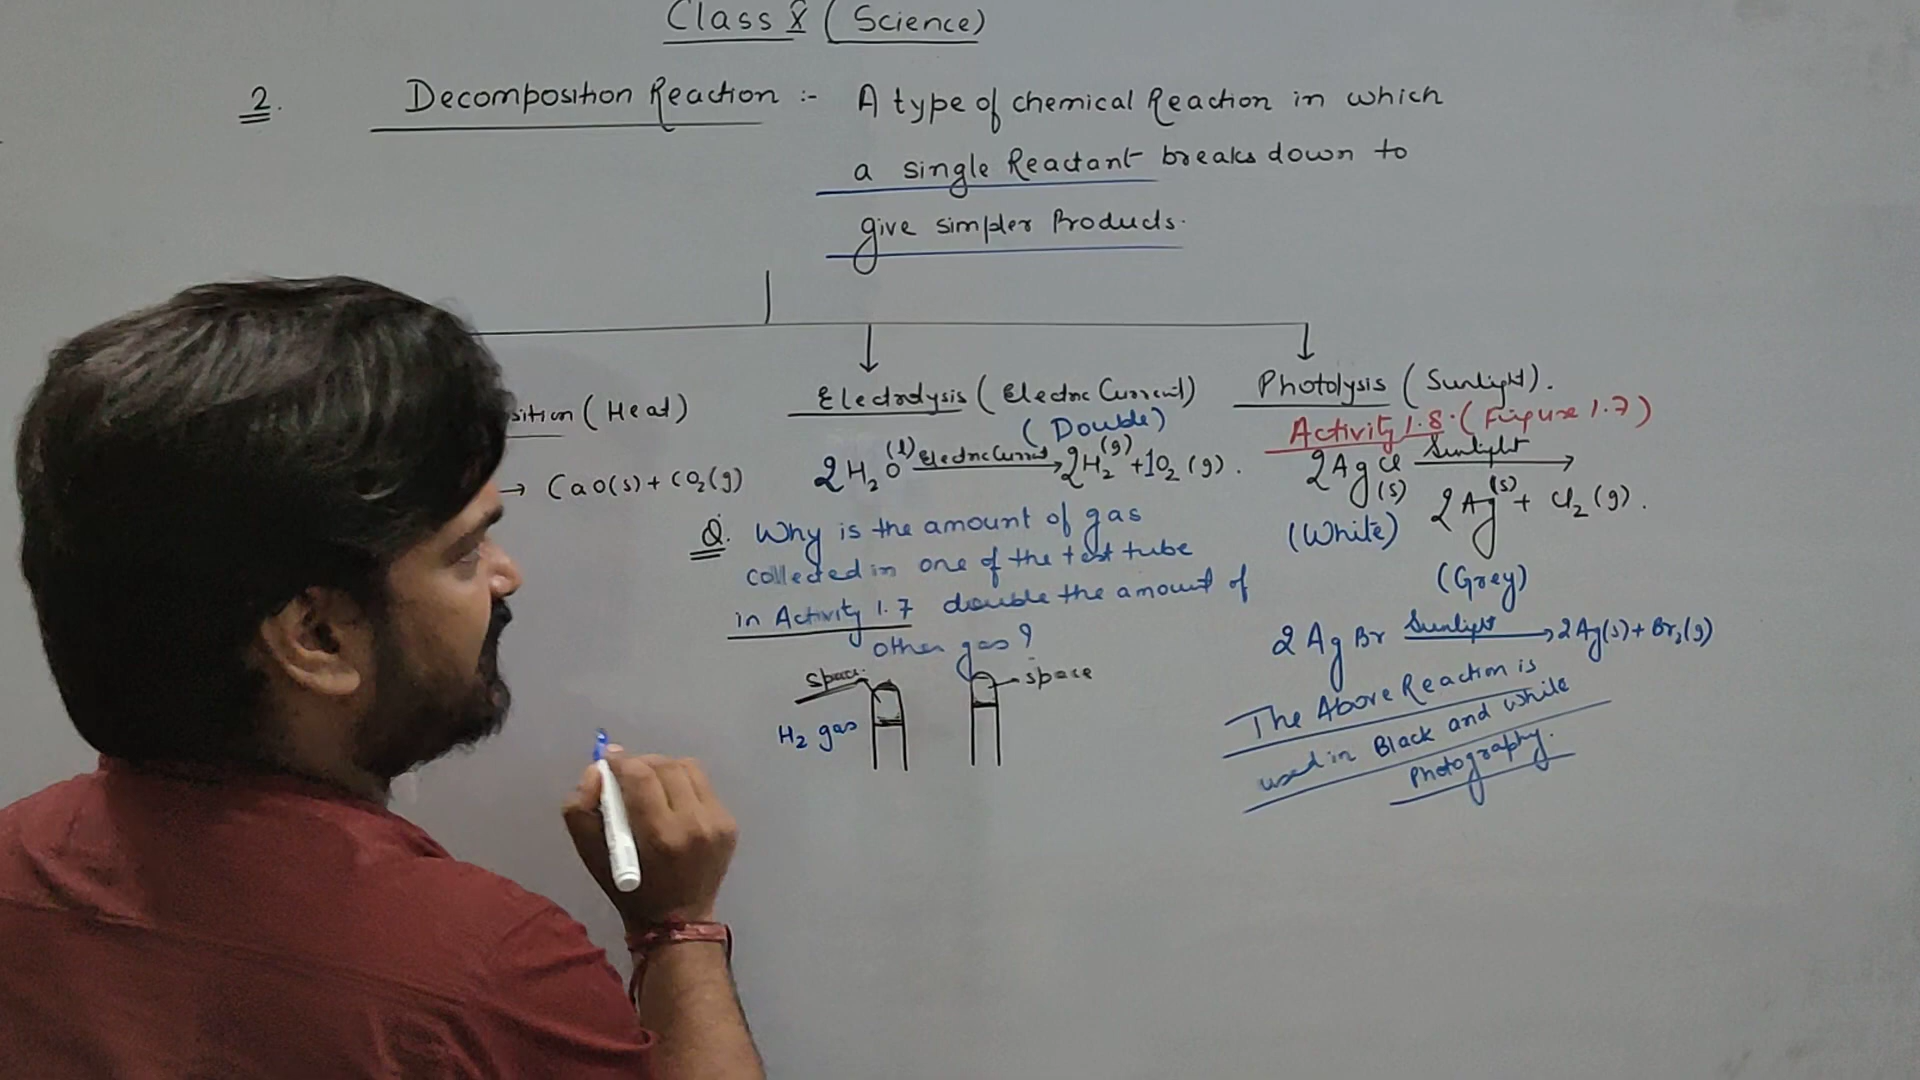 Class X (Science)
2. Decomposition Reaction :- A type of chemical Reaction in which
a single Reactant breaks down to
give simpler Products.
sition (Heat)
→ CaO(s) + CO2(g)
Electrolysis (Electric Current)
(Double)
2H2O(l) Electric Current → 2H2(g) + 1O2(g).
Q. Why is the amount of gas
collected in one of the test tube
in Activity 1.7 double the amount of
other gas?
space
space
H2 gas
Photolysis (Sunlight).
Activity 1.8. (Figure 1.7)
2AgCl(s) Sunlight →
2Ag(s) + Cl2(g).
(White)
(Grey)
2AgBr Sunlight → 2Ag(s) + Br2(g)
The Above Reaction is
used in Black and while
Photography.